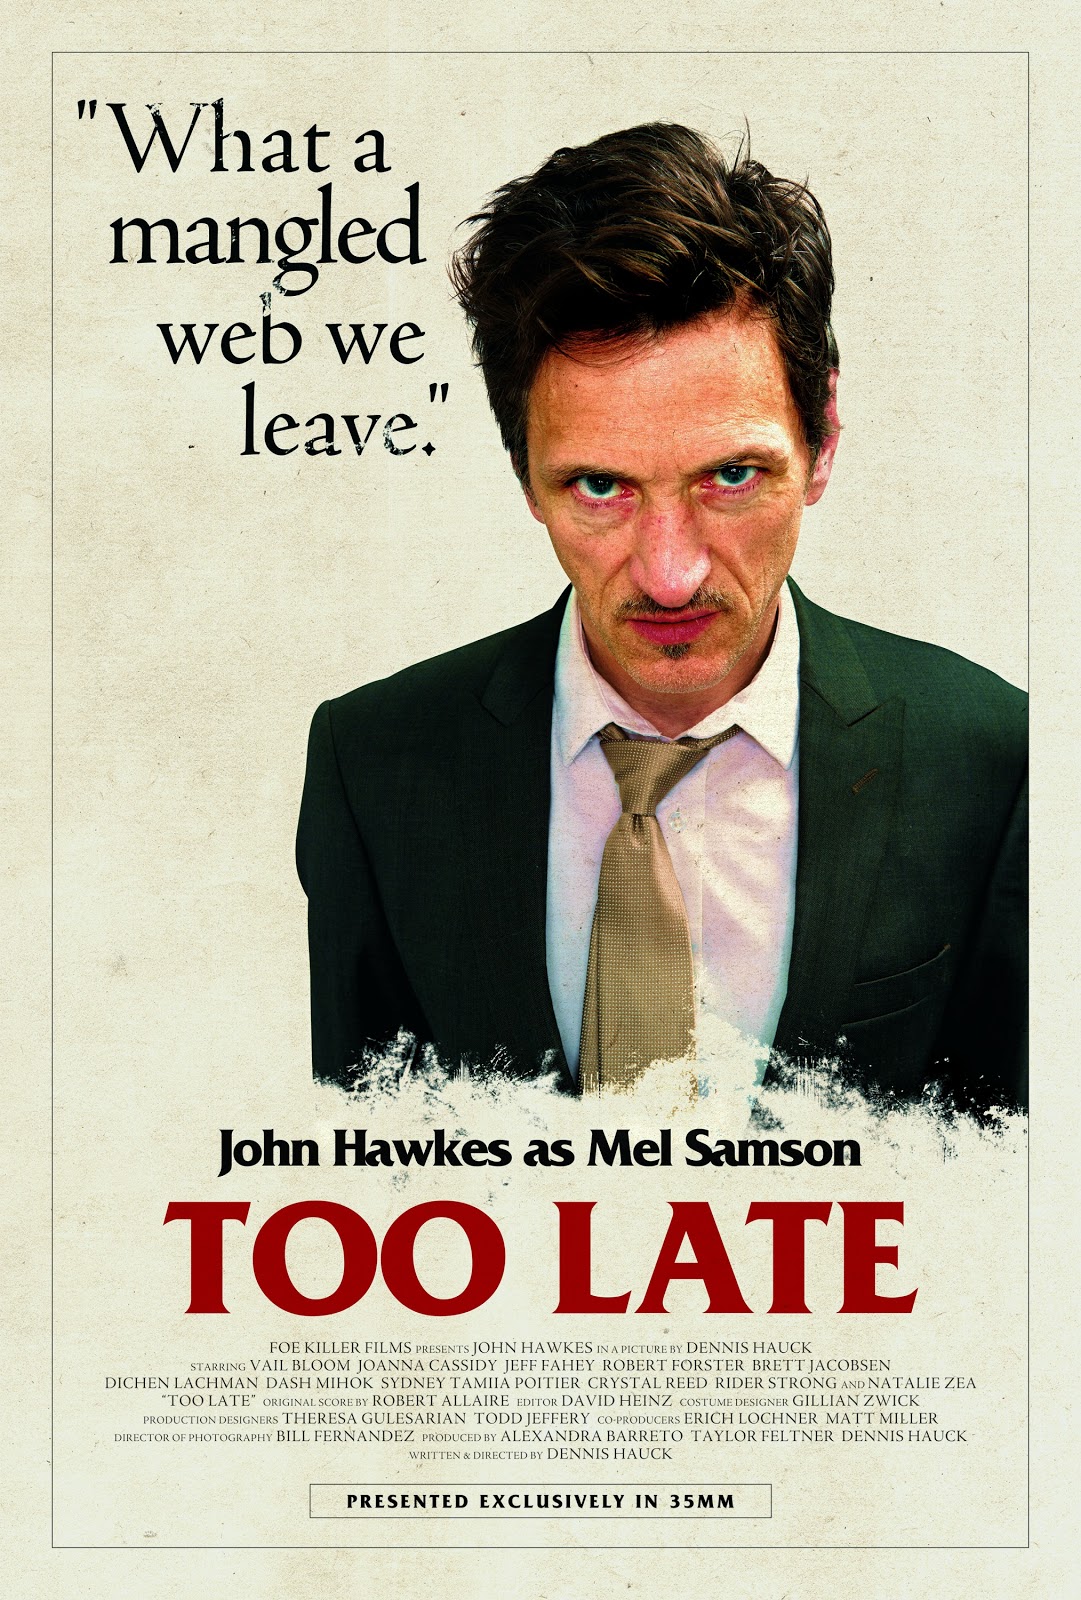 "What a
mangled
web we
leave."
John Hawkes as Mel Samson
TOO LATE
FOE KILLER FILMS PRESENTS JOHN HAWKES IN A PICTURE BY DENNIS HAUCK
STARRING VAIL BLOOM JOANNA CASSIDY JEFF FAHEY ROBERT FORSTER BRETT JACOBSEN
DICHEN LACHMAN DASH MIHOK SYDNEY TAMIIA POITIER CRYSTAL REED RIDER STRONG AND NATALIE ZEA
"TOO LATE" ORIGINAL SCORE BY ROBERT ALLAIRE EDITOR DAVID HEINZ COSTUME DESIGNER GILLIAN ZWICK
PRODUCTION DESIGNERS THERESA GULESARIAN TODD JEFFERY CO-PRODUCERS ERICH LOCHNER MATT MILLER
DIRECTOR OF PHOTOGRAPHY BILL FERNANDEZ PRODUCED BY ALEXANDRA BARRETO TAYLOR FELTNER DENNIS HAUCK
WRITTEN & DIRECTED BY DENNIS HAUCK
PRESENTED EXCLUSIVELY IN 35MM